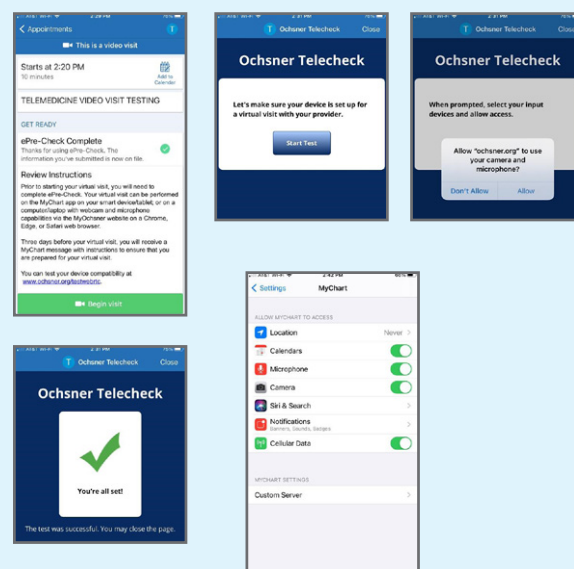 Appointments
T
This is a video visit
Starts at 2:20 PM
10 minutes
Add to
Calendar
TELEMEDICINE VIDEO VISIT TESTING
GET READY
ePre-Check Complete
Thanks for using ePre-Check. The
information you've submitted is now on file.
Review Instructions
Prior to starting your virtual visit, you will need to
complete ePre-Check. Your virtual visit can be performed
on the MyChart app on your smart device/tablet, or on a
computer/laptop with webcam and microphone
capabilities via the MyOchsner website on a Chrome,
Edge, or Safari web browser.
Three days before your virtual visit, you will receive a
MyChart message with instructions to ensure that you
are prepared for your virtual visit.
You can test your device compatibility at
www.ochsner.org/testwebrtc.
Begin visit
T Ochsner Telecheck Close
Ochsner Telecheck
Let's make sure your device is set up for
a virtual visit with your provider.
Start Test
T Ochsner Telecheck Close
Ochsner Telecheck
When prompted, select your input
devices and allow access.
Allow "ochsner.org" to use
your camera and
microphone?
Don't Allow Allow
T Ochsner Telecheck Close
Ochsner Telecheck
You're all set!
The test was successful. You may close the page.
2:42 PM
Settings MyChart
ALLOW MYCHART TO ACCESS
Location Never
Calendars
Microphone
Camera
Siri & Search
Notifications
Banners, Sounds, Badges
Cellular Data
MYCHART SETTINGS
Custom Server